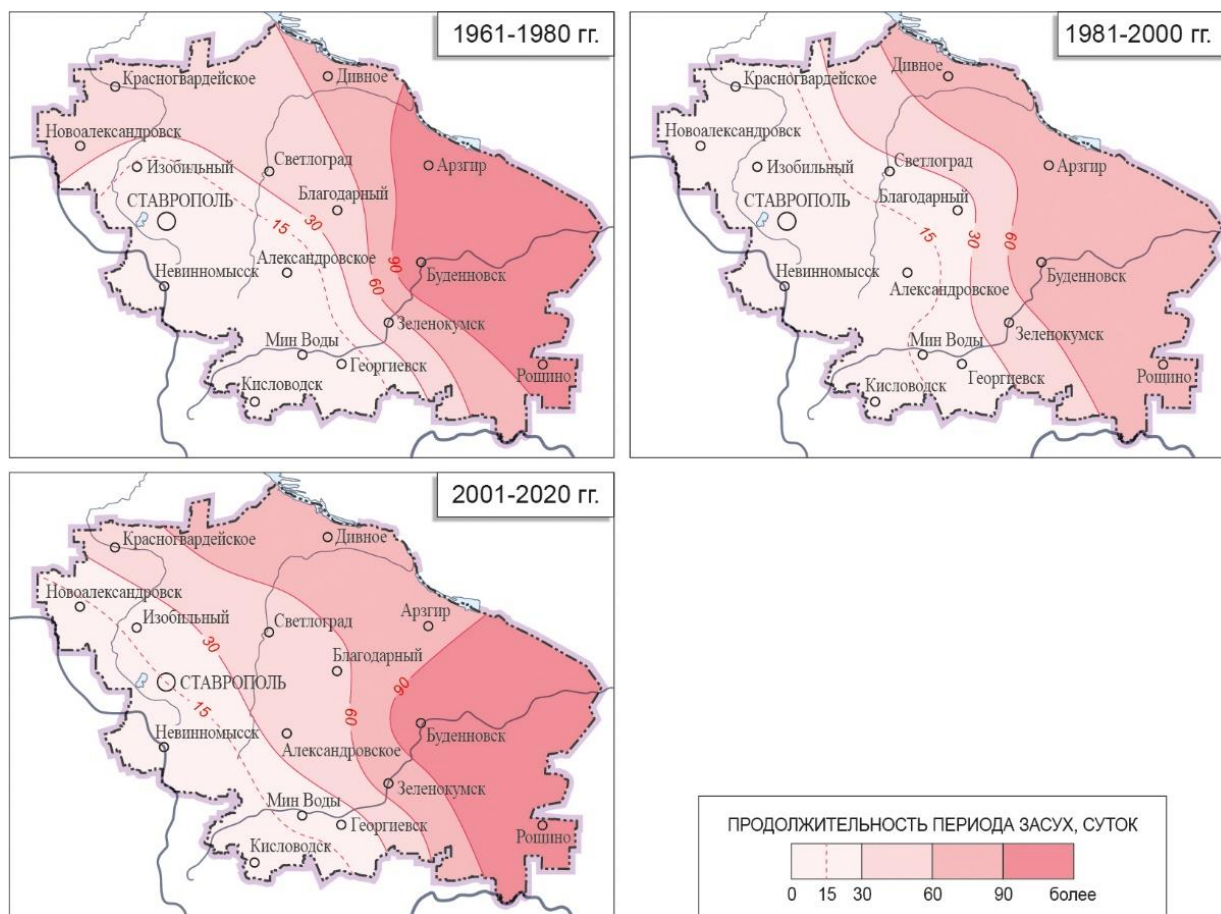 1961-1980 гг.
Красногвардейское
Дивное
Новоалександровск
Изобильный
Светлоград
Арзгир
СТАВРОПОЛЬ
Благодарный
15
30
60
90
Невинномысск
Александровское
Буденновск
Зеленокумск
Мин Воды
Георгиевск
Рощино
Кисловодск
1981-2000 гг.
Красногвардейское
Дивное
Новоалександровск
Изобильный
Светлоград
Арзгир
СТАВРОПОЛЬ
Благодарный
15
30
60
Невинномысск
Александровское
Буденновск
Зеленокумск
Мин Воды
Георгиевск
Рощино
Кисловодск
2001-2020 гг.
Красногвардейское
Дивное
Новоалександровск
Изобильный
Светлоград
Арзгир
30
Благодарный
СТАВРОПОЛЬ
90
15
60
Невинномысск
Александровское
Буденновск
Зеленокумск
Мин Воды
Георгиевск
Рощино
Кисловодск
ПРОДОЛЖИТЕЛЬНОСТЬ ПЕРИОДА ЗАСУХ, СУТОК
0 15 30 60 90 более